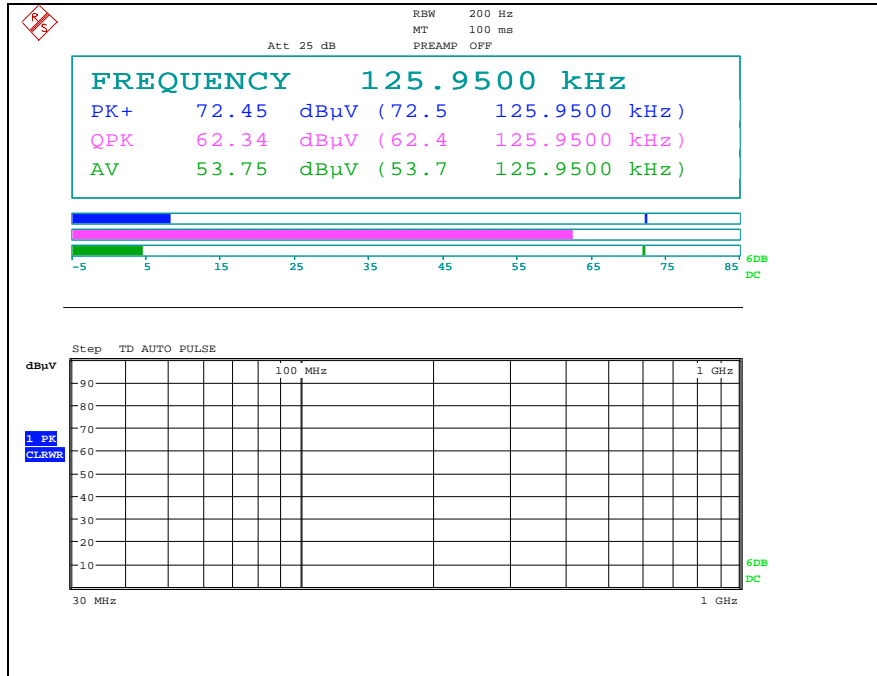 R
S
RBW 200 Hz
MT 100 ms
Att 25 dB PREAMP OFF
FREQUENCY 125.9500 kHz
PK+ 72.45 dBµV (72.5 125.9500 kHz)
QPK 62.34 dBµV (62.4 125.9500 kHz)
AV 53.75 dBµV (53.7 125.9500 kHz)
-5 5 15 25 35 45 55 65 75 85
6DB
DC
Step TD AUTO PULSE
dBµV
100 MHz 1 GHz
90
80
70
1 PK
CLRWR
60
50
40
30
20
10
6DB
DC
30 MHz 1 GHz